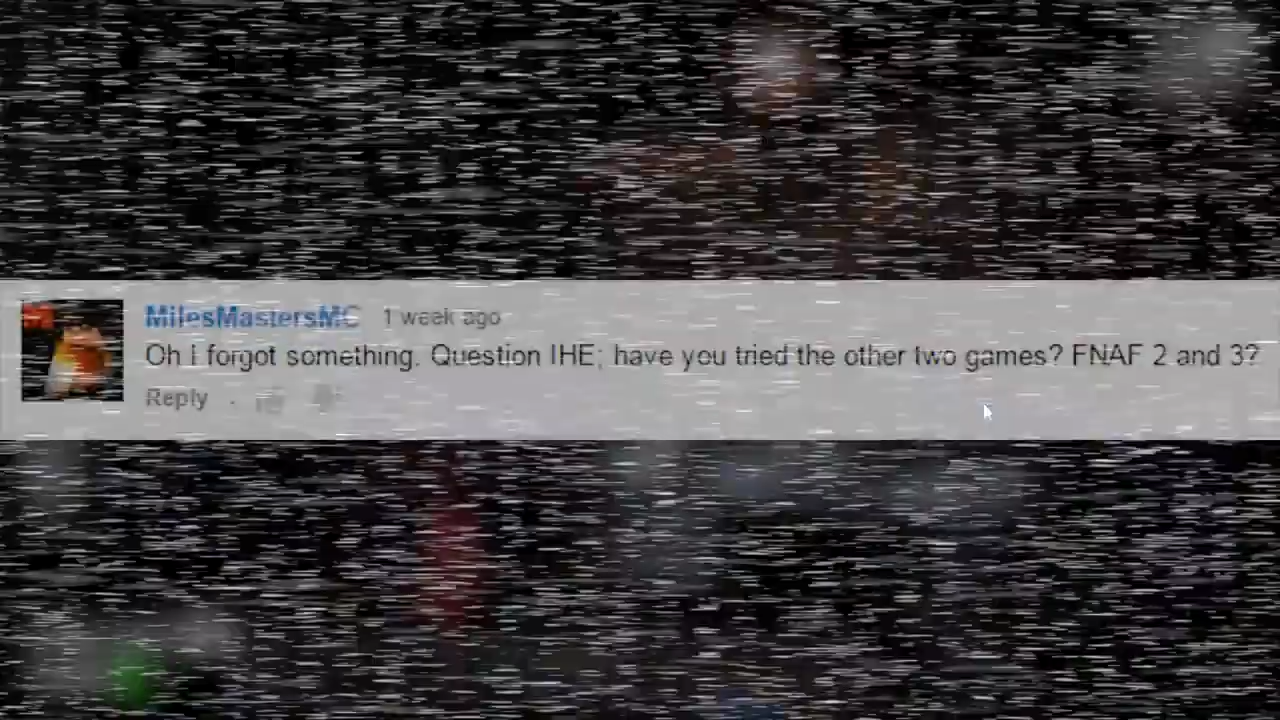 MilesMastersMC 1 week ago
Oh i forgot something. Question IHE; have you tried the other two games? FNAF 2 and 3?
Reply ·